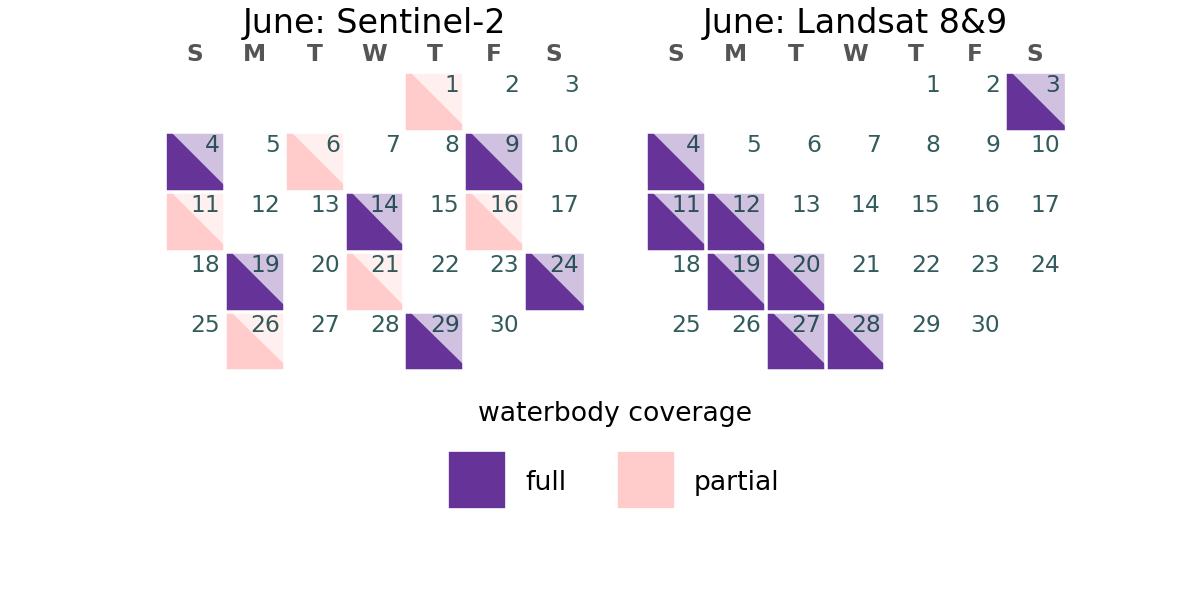 June: Sentinel-2
S M T W T F S
1 2 3
4 5 6 7 8 9 10
11 12 13 14 15 16 17
18 19 20 21 22 23 24
25 26 27 28 29 30
June: Landsat 8&9
S M T W T F S
1 2 3
4 5 6 7 8 9 10
11 12 13 14 15 16 17
18 19 20 21 22 23 24
25 26 27 28 29 30
waterbody coverage
full partial